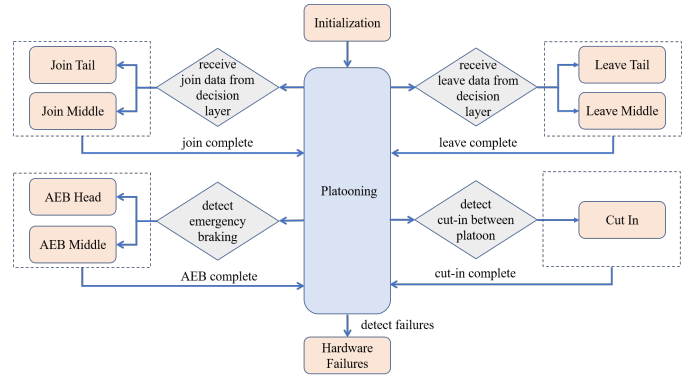 Initialization
Join Tail
Join Middle
receive
join data from
decision
layer
receive
leave data from
decision
layer
Leave Tail
Leave Middle
join complete
leave complete
Platooning
AEB Head
AEB Middle
detect
emergency
braking
detect
cut-in between
platoon
Cut In
AEB complete
cut-in complete
detect failures
Hardware
Failures